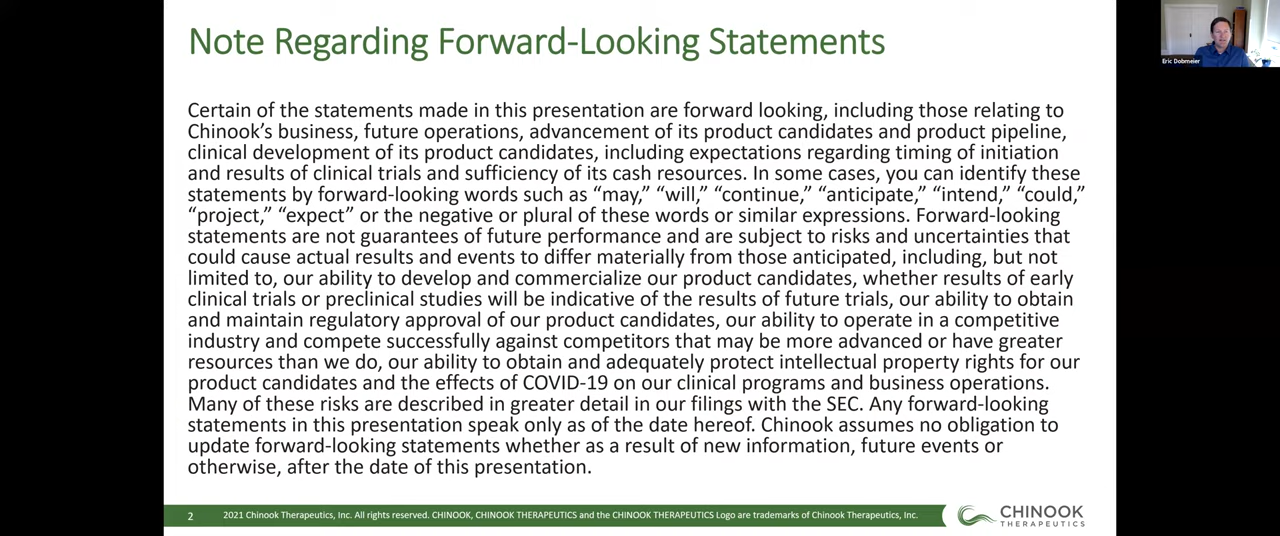 Note Regarding Forward-Looking Statements
Eric Dobmeier
Certain of the statements made in this presentation are forward looking, including those relating to
Chinook’s business, future operations, advancement of its product candidates and product pipeline,
clinical development of its product candidates, including expectations regarding timing of initiation
and results of clinical trials and sufficiency of its cash resources. In some cases, you can identify these
statements by forward-looking words such as “may,” “will,” “continue,” “anticipate,” “intend,” “could,”
“project,” “expect” or the negative or plural of these words or similar expressions. Forward-looking
statements are not guarantees of future performance and are subject to risks and uncertainties that
could cause actual results and events to differ materially from those anticipated, including, but not
limited to, our ability to develop and commercialize our product candidates, whether results of early
clinical trials or preclinical studies will be indicative of the results of future trials, our ability to obtain
and maintain regulatory approval of our product candidates, our ability to operate in a competitive
industry and compete successfully against competitors that may be more advanced or have greater
resources than we do, our ability to obtain and adequately protect intellectual property rights for our
product candidates and the effects of COVID-19 on our clinical programs and business operations.
Many of these risks are described in greater detail in our filings with the SEC. Any forward-looking
statements in this presentation speak only as of the date hereof. Chinook assumes no obligation to
update forward-looking statements whether as a result of new information, future events or
otherwise, after the date of this presentation.
2
2021 Chinook Therapeutics, Inc. All rights reserved. CHINOOK, CHINOOK THERAPEUTICS and the CHINOOK THERAPEUTICS Logo are trademarks of Chinook Therapeutics, Inc.
CHINOOK
THERAPEUTICS